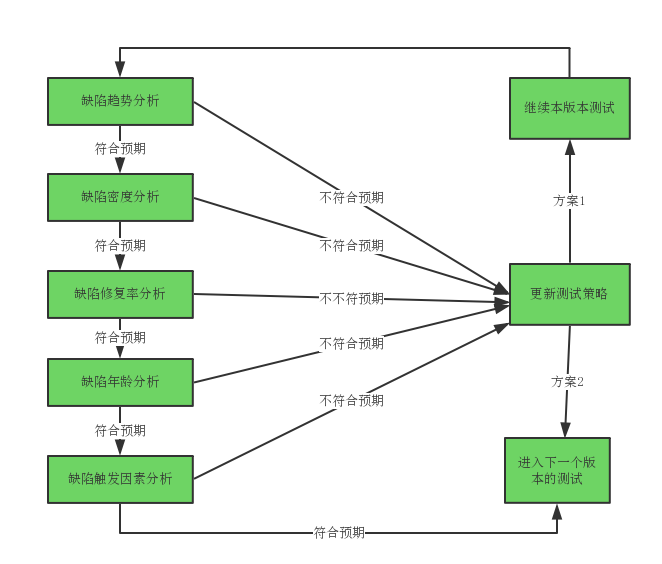 缺陷趋势分析
继续本版本测试
符合预期
缺陷密度分析
不符合预期
方案1
符合预期
不符合预期
缺陷修复率分析
不不符预期
更新测试策略
符合预期
不符合预期
缺陷年龄分析
方案2
不符合预期
符合预期
缺陷触发因素分析
进入下一个版
本的测试
符合预期